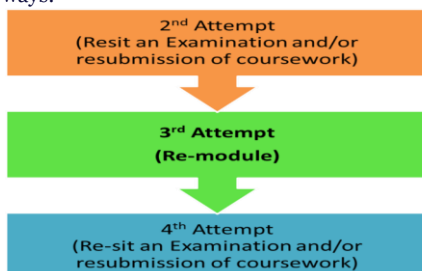 ways.
2nd Attempt
(Resit an Examination and/or
resubmission of coursework)
3rd Attempt
(Re-module)
4th Attempt
(Re-sit an Examination and/or
resubmission of coursework)